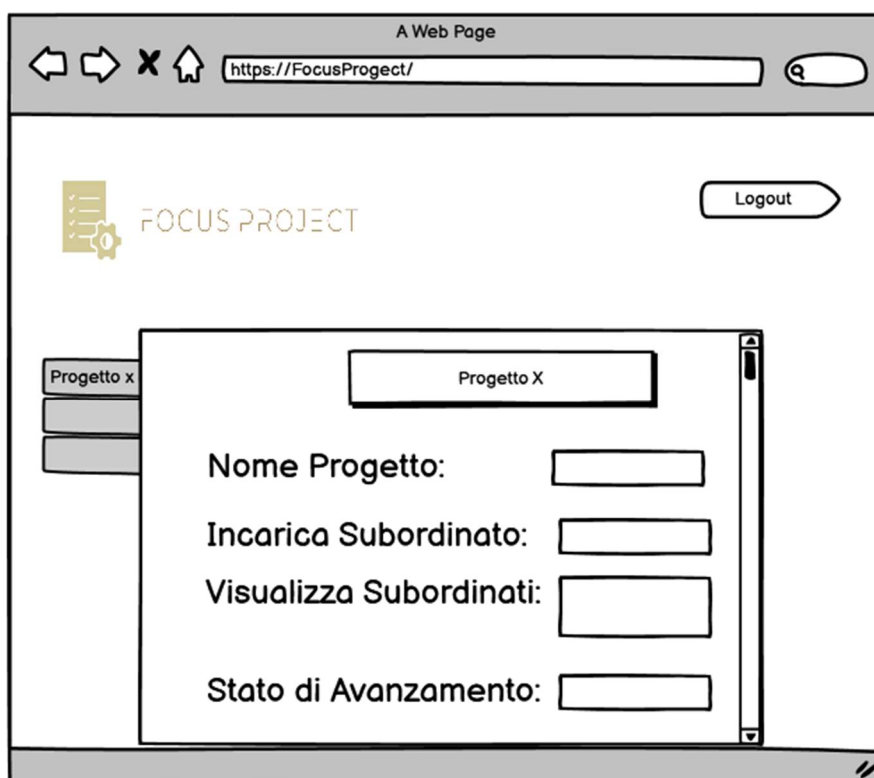 A Web Page
https://FocusProgect/
FOCUS PROJECT
Logout
Progetto x
Progetto X
Nome Progetto:
Incarica Subordinato:
Visualizza Subordinati:
Stato di Avanzamento: